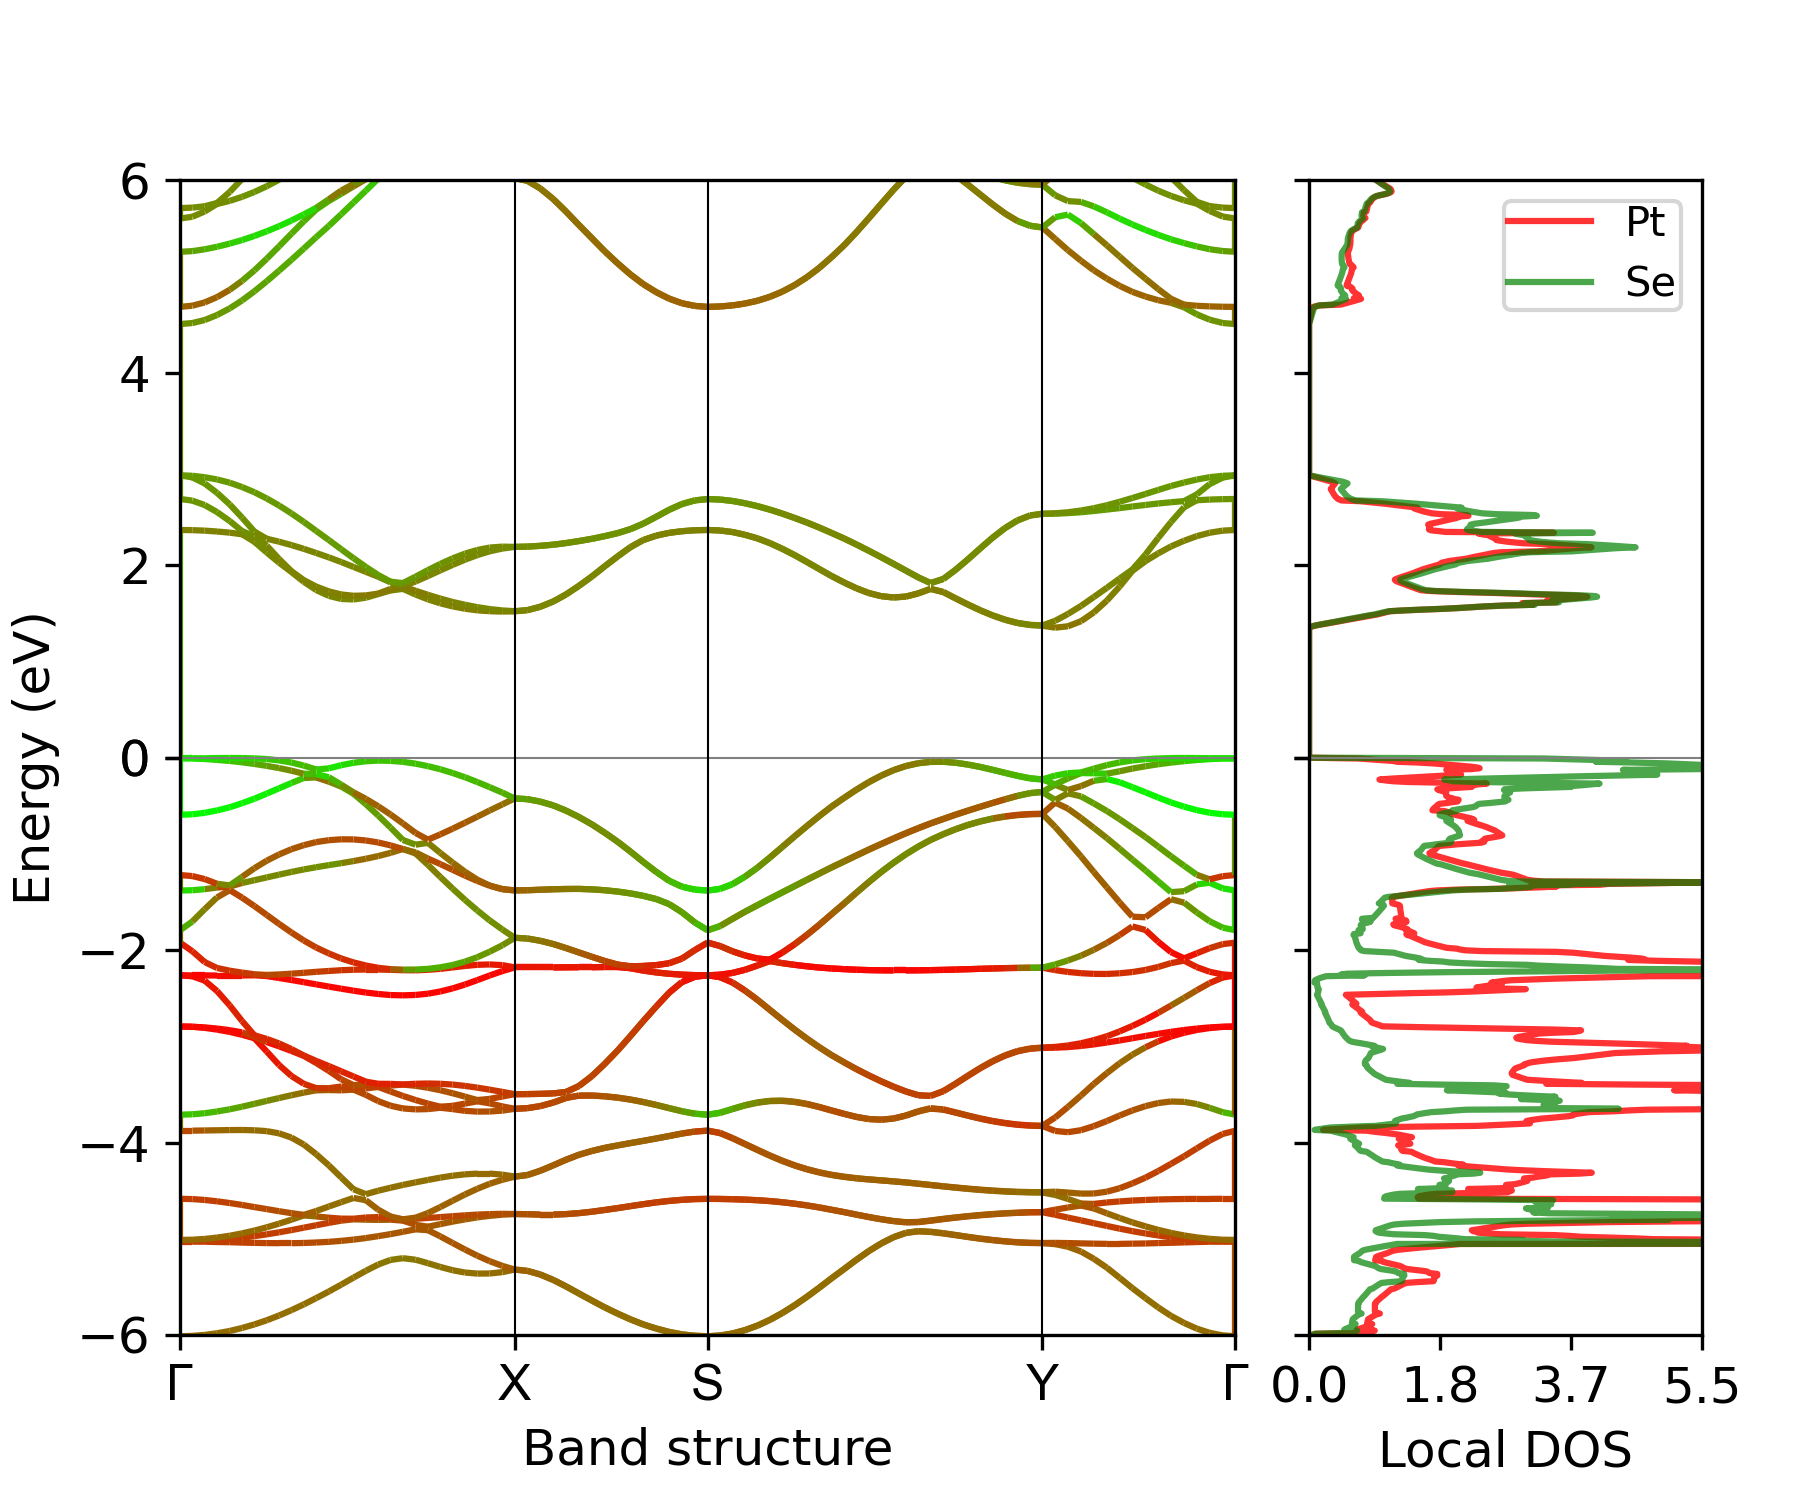 6
4
2
0
−2
−4
−6
Energy (eV)
Γ X S Y Γ
Band structure
Pt
Se
0.0 1.8 3.7 5.5
Local DOS